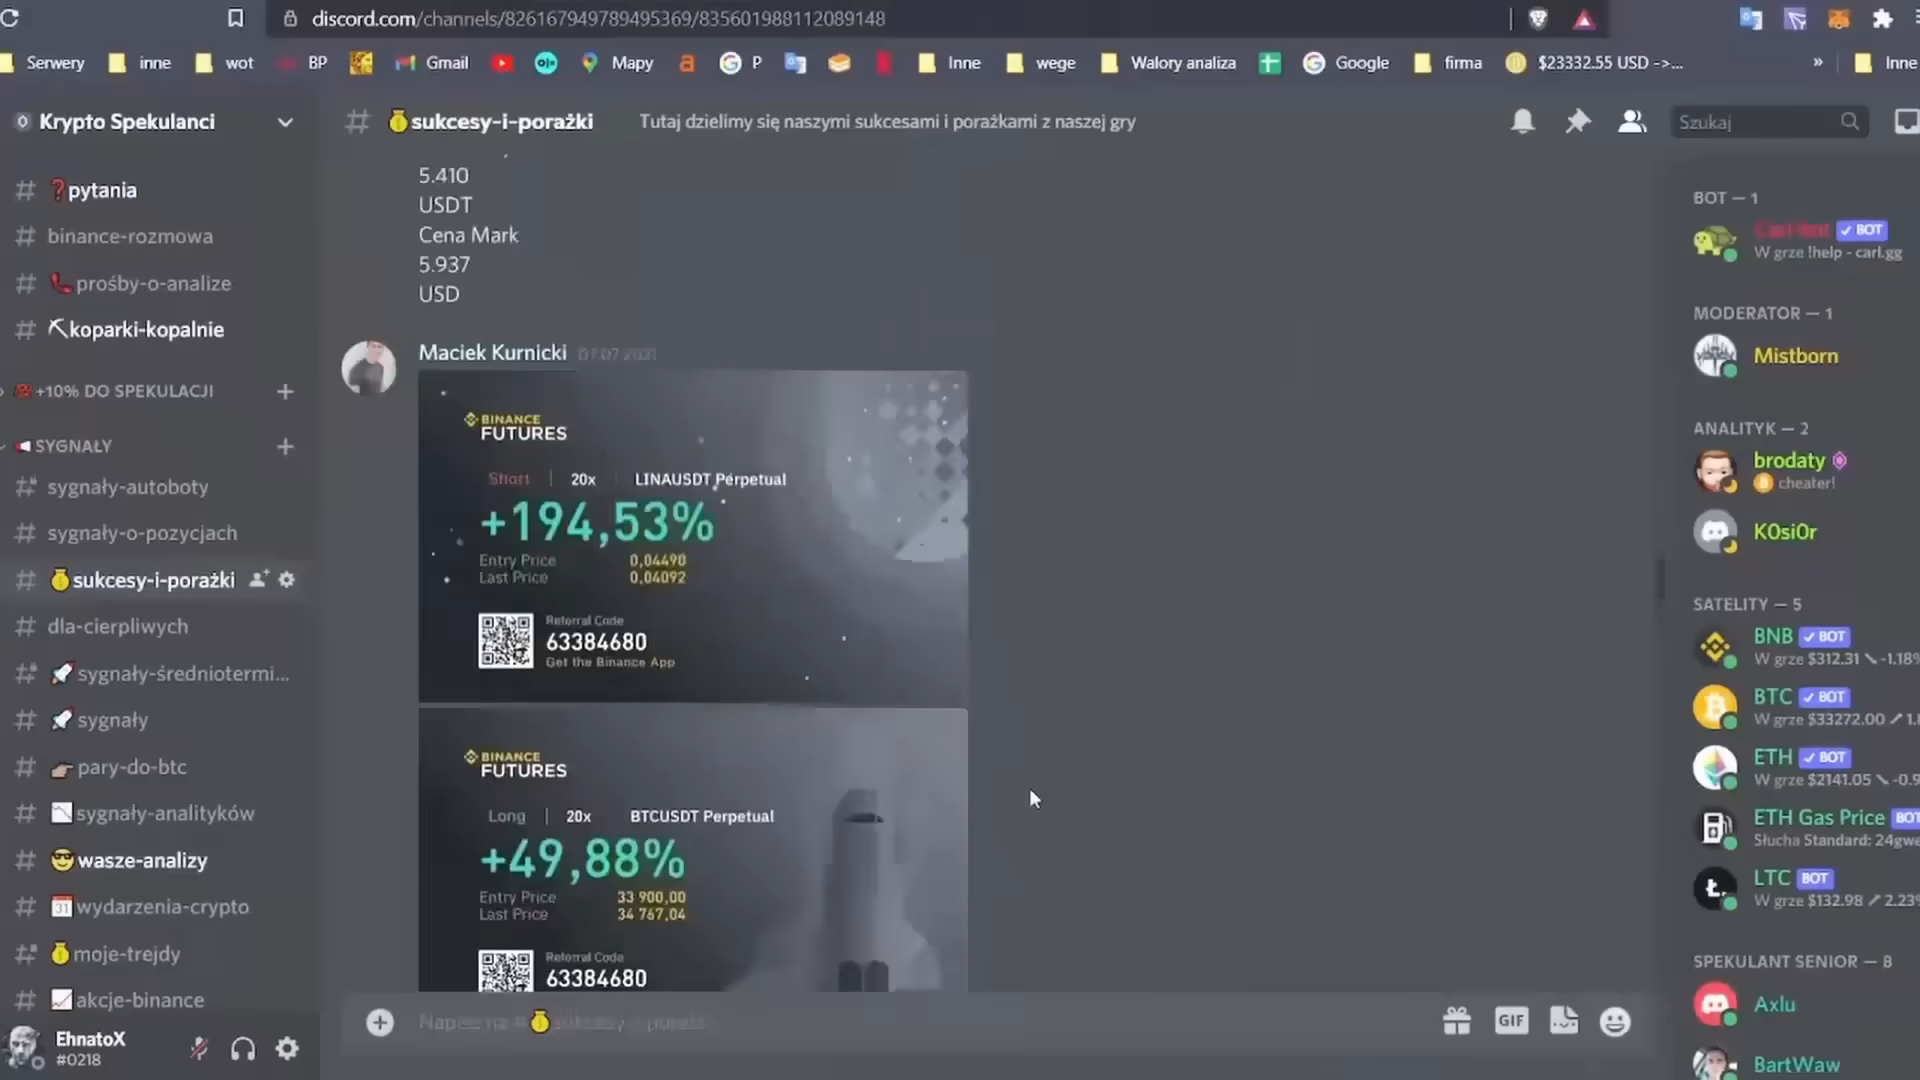 discord.com/channels/826167949789495369/835601988112089148
Serwery
inne
wot
BP
Gmail
Mapy
P
Inne
wege
Walory analiza
Google
firma
$23332.55 USD ->...
»
Inne
Krypto Spekulanci
❓pytania
binance-rozmowa
prośby-o-analize
koparki-kopalnie
+10% DO SPEKULACJI
SYGNAŁY
sygnały-autoboty
sygnały-o-pozycjach
sukcesy-i-porażki
dla-cierpliwych
sygnały-średniotermi...
sygnały
pary-do-btc
sygnały-analityków
wasze-analizy
wydarzenia-crypto
moje-trejdy
akcje-binance
EhnatoX
#0218
sukcesy-i-porażki
Tutaj dzielimy się naszymi sukcesami i porażkami z naszej gry
Szukaj
5.410
USDT
Cena Mark
5.937
USD
Maciek Kurnicki 07.07.2021
BINANCE
FUTURES
Short | 20x | LINAUSDT Perpetual
+194,53%
Entry Price 0,04490
Last Price 0,04092
Referral Code
63384680
Get the Binance App
BINANCE
FUTURES
Long | 20x BTCUSDT Perpetual
+49,88%
Entry Price 33 900,00
Last Price 34 767,04
Referral Code
63384680
GIF
BOT — 1
BOT
W grze !help - carl.gg
MODERATOR — 1
Mistborn
ANALITYK — 2
brodaty
cheater!
K0si0r
SATELITY — 5
BNB BOT
W grze $312.31 -1.18%
BTC BOT
W grze $33272.00
ETH BOT
W grze $2141.05
ETH Gas Price BOT
Słucha Standard: 24gwe
LTC BOT
W grze $132.98 2.23%
SPEKULANT SENIOR — 8
Axlu
BartWaw